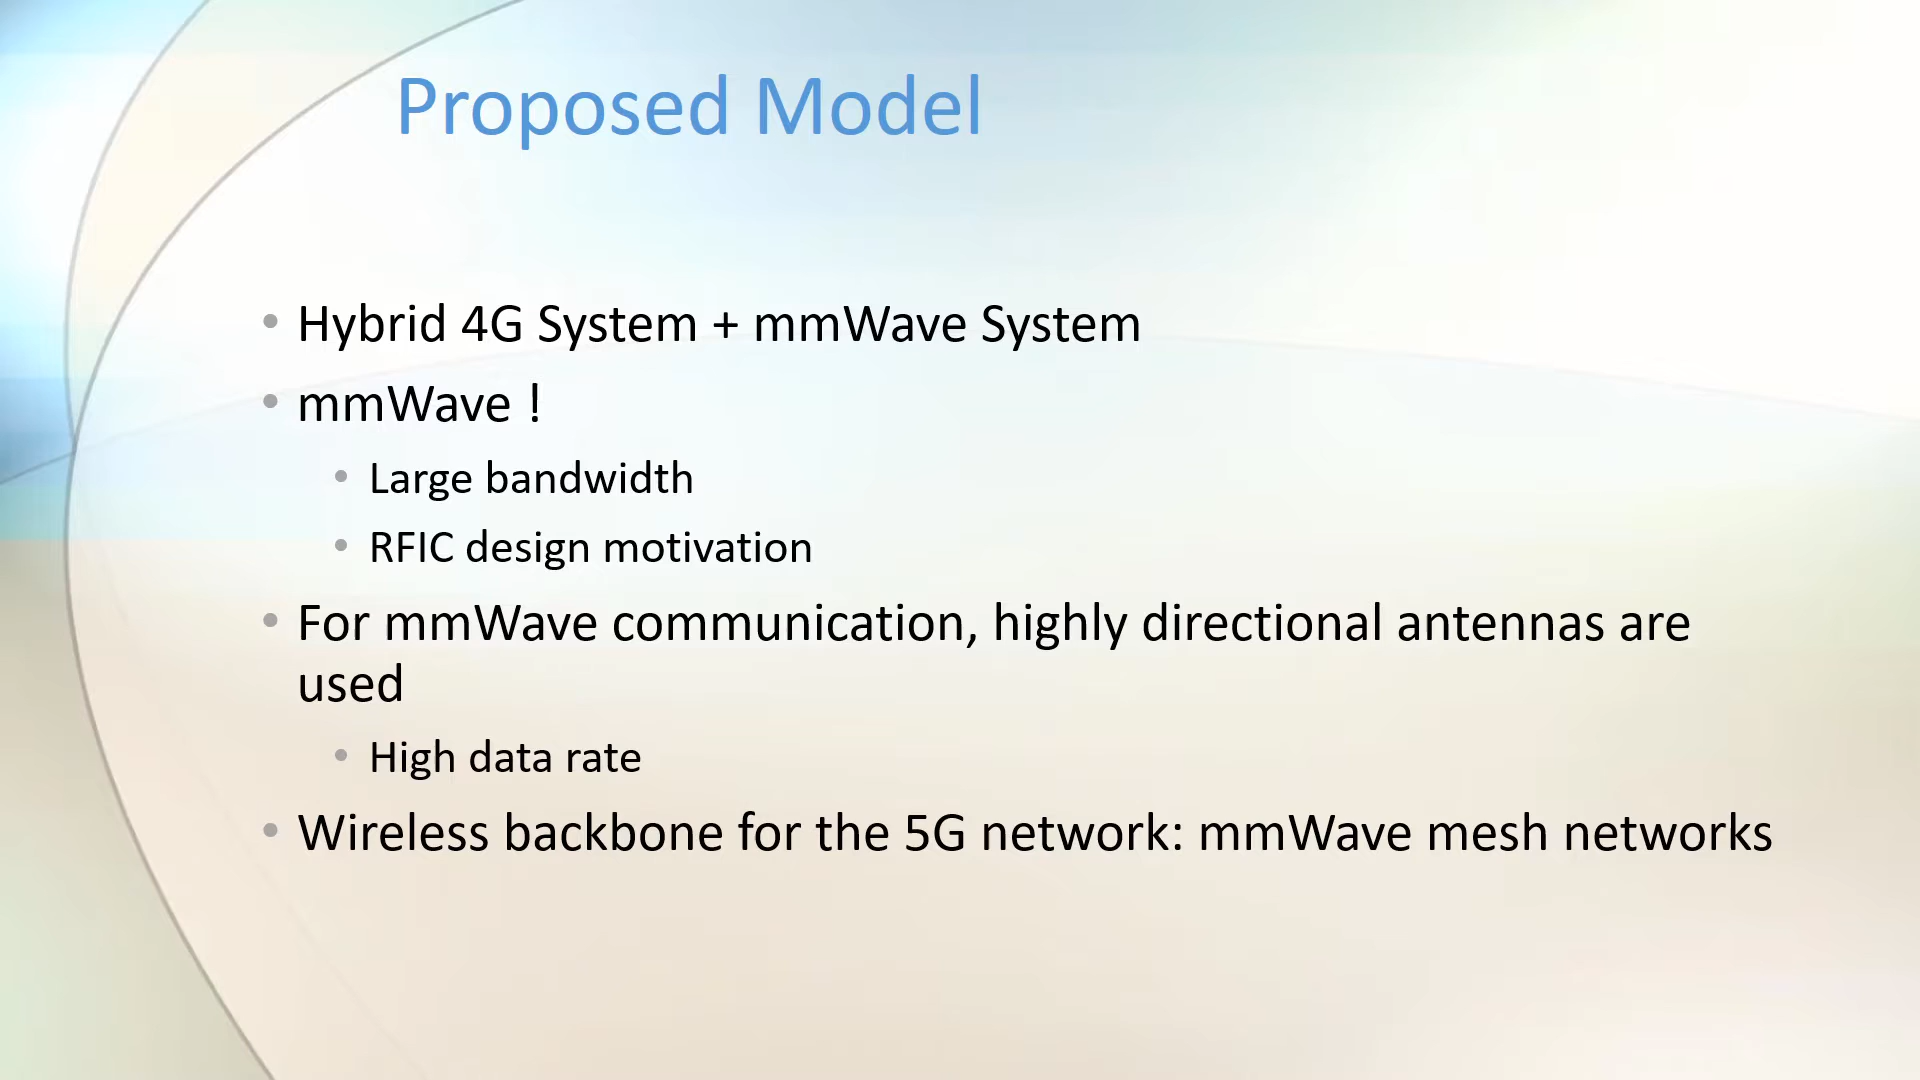 Proposed Model
• Hybrid 4G System + mmWave System
• mmWave !
• Large bandwidth
• RFIC design motivation
• For mmWave communication, highly directional antennas are
used
• High data rate
• Wireless backbone for the 5G network: mmWave mesh networks